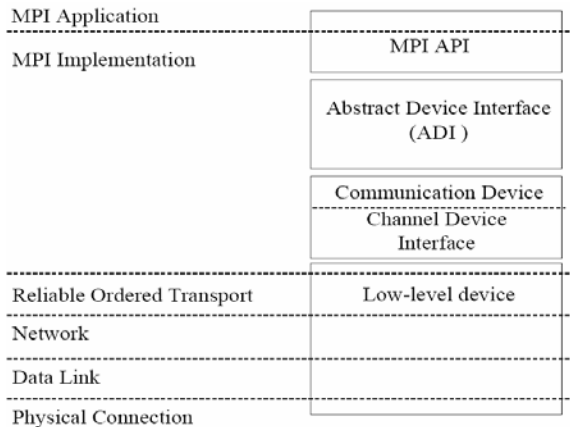 MPI Application
MPI API
MPI Implementation
Abstract Device Interface
(ADI )
Communication Device
Channel Device
Interface
Reliable Ordered Transport
Low-level device
Network
Data Link
Physical Connection